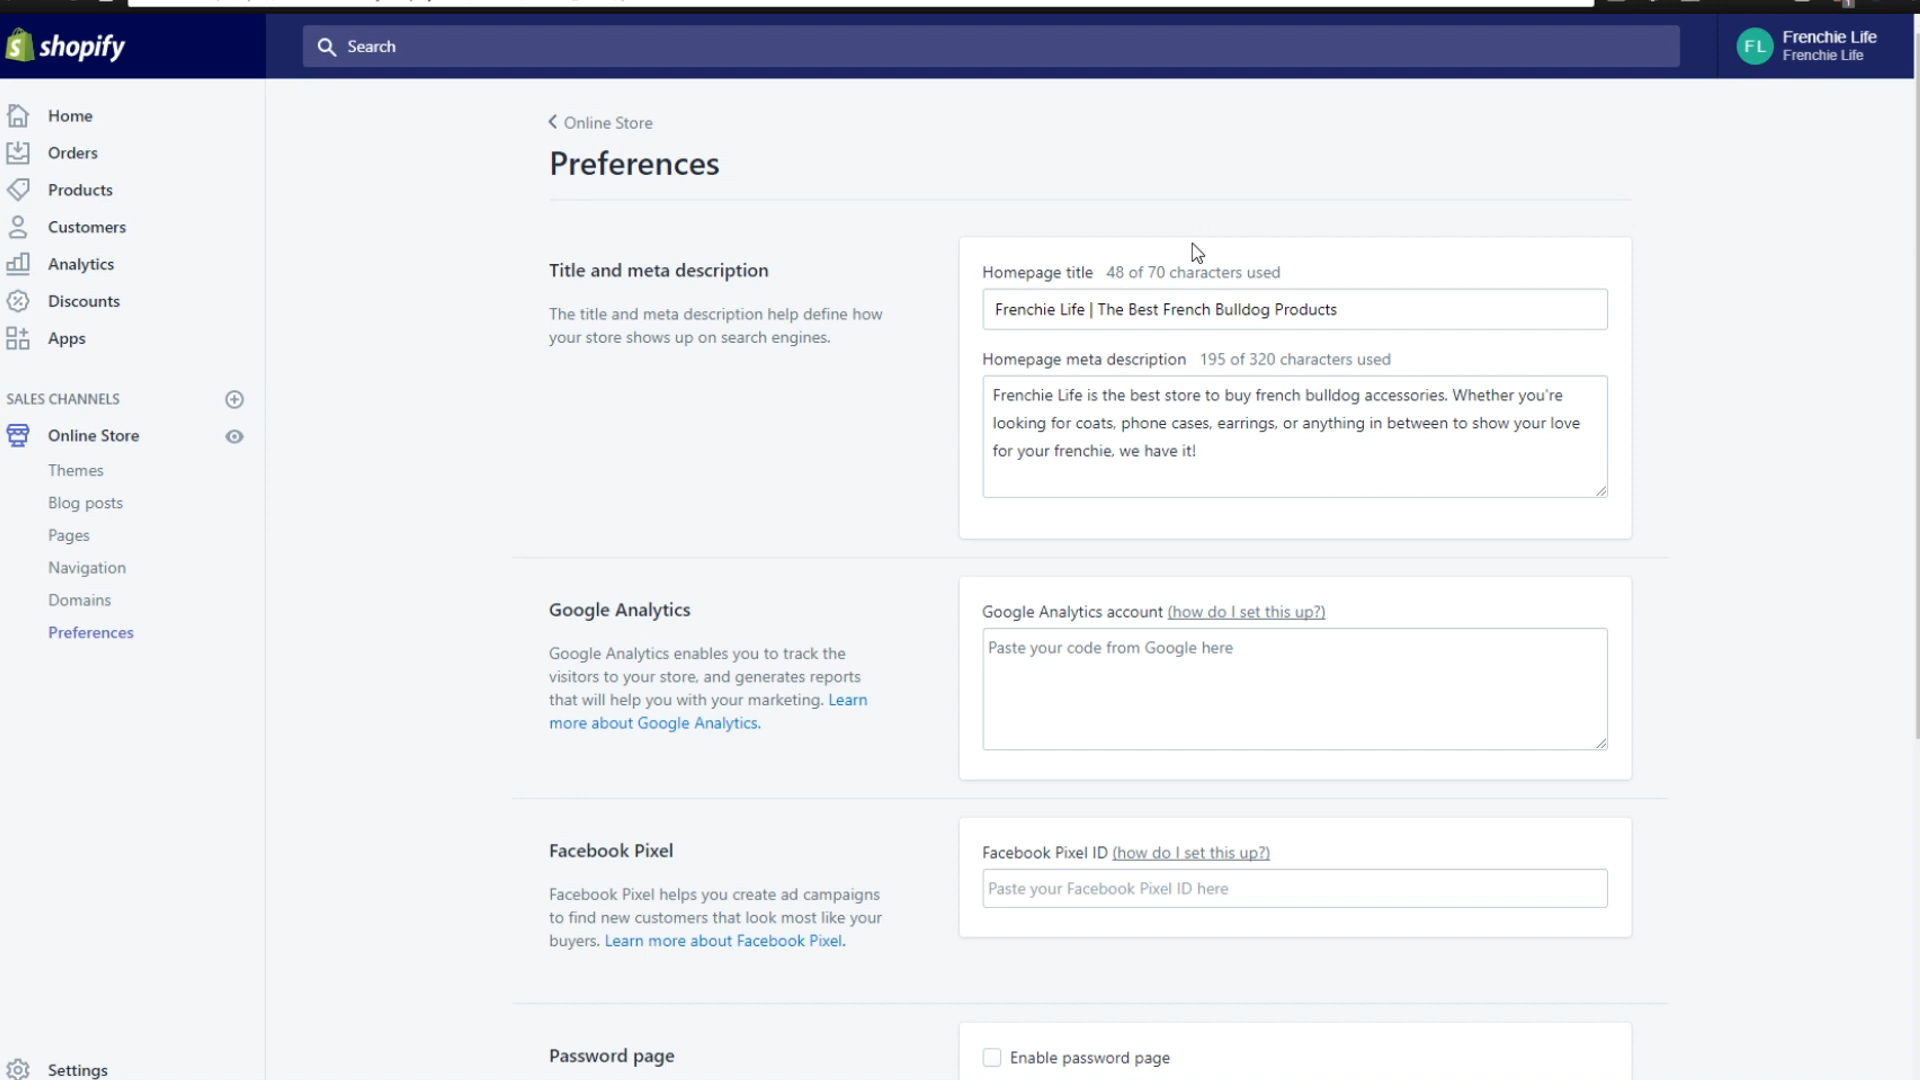 shopify
Search
FL
Frenchie Life
Frenchie Life
Home
Orders
Products
Customers
Analytics
Discounts
Apps
SALES CHANNELS
Online Store
Themes
Blog posts
Pages
Navigation
Domains
Preferences
Settings
Online Store
Preferences
Title and meta description
The title and meta description help define how
your store shows up on search engines.
Homepage title 48 of 70 characters used
Frenchie Life | The Best French Bulldog Products
Homepage meta description 195 of 320 characters used
Frenchie Life is the best store to buy french bulldog accessories. Whether you're
looking for coats, phone cases, earrings, or anything in between to show your love
for your frenchie, we have it!
Google Analytics
Google Analytics enables you to track the
visitors to your store, and generates reports
that will help you with your marketing. Learn
more about Google Analytics.
Google Analytics account (how do I set this up?)
Paste your code from Google here
Facebook Pixel
Facebook Pixel helps you create ad campaigns
to find new customers that look most like your
buyers. Learn more about Facebook Pixel.
Facebook Pixel ID (how do I set this up?)
Paste your Facebook Pixel ID here
Password page
Enable password page